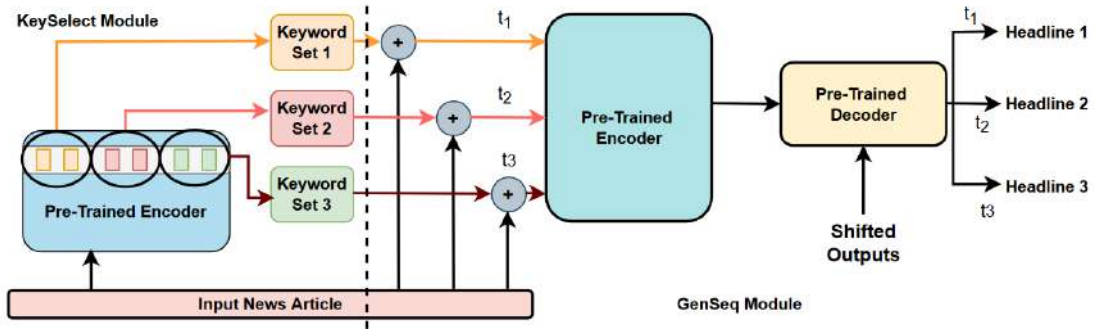 KeySelect Module
Keyword
Set 1
+
t1
t1
Headline 1
Keyword
Set 2
+
t2
Pre-Trained
Encoder
Pre-Trained
Decoder
Headline 2
t2
Pre-Trained Encoder
Keyword
Set 3
+
t3
Headline 3
t3
Shifted
Outputs
Input News Article
GenSeq Module